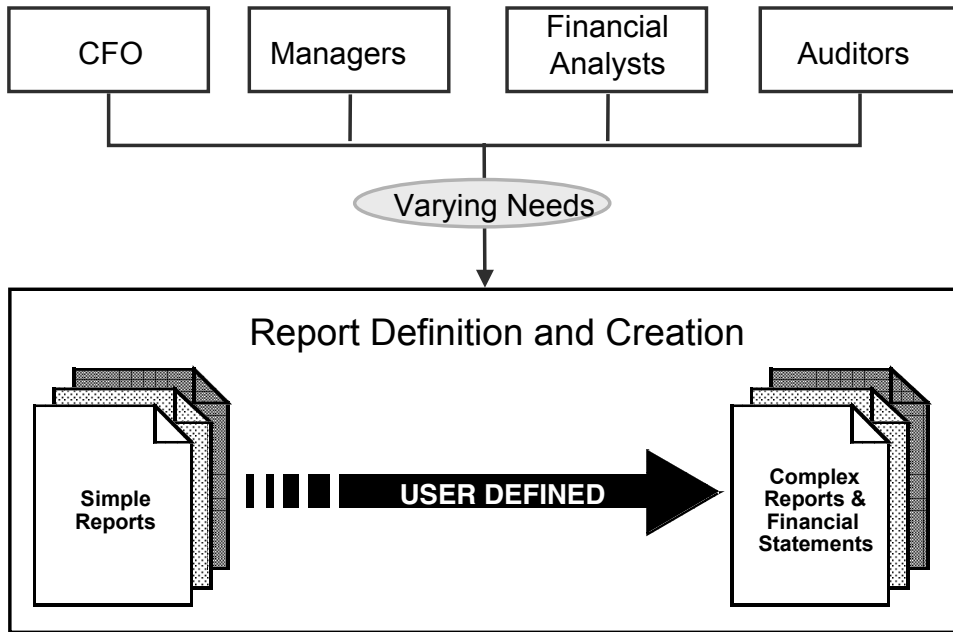 CFO
Managers
Financial
Analysts
Auditors
Varying Needs
Report Definition and Creation
Simple
Reports
USER DEFINED
Complex
Reports &
Financial
Statements